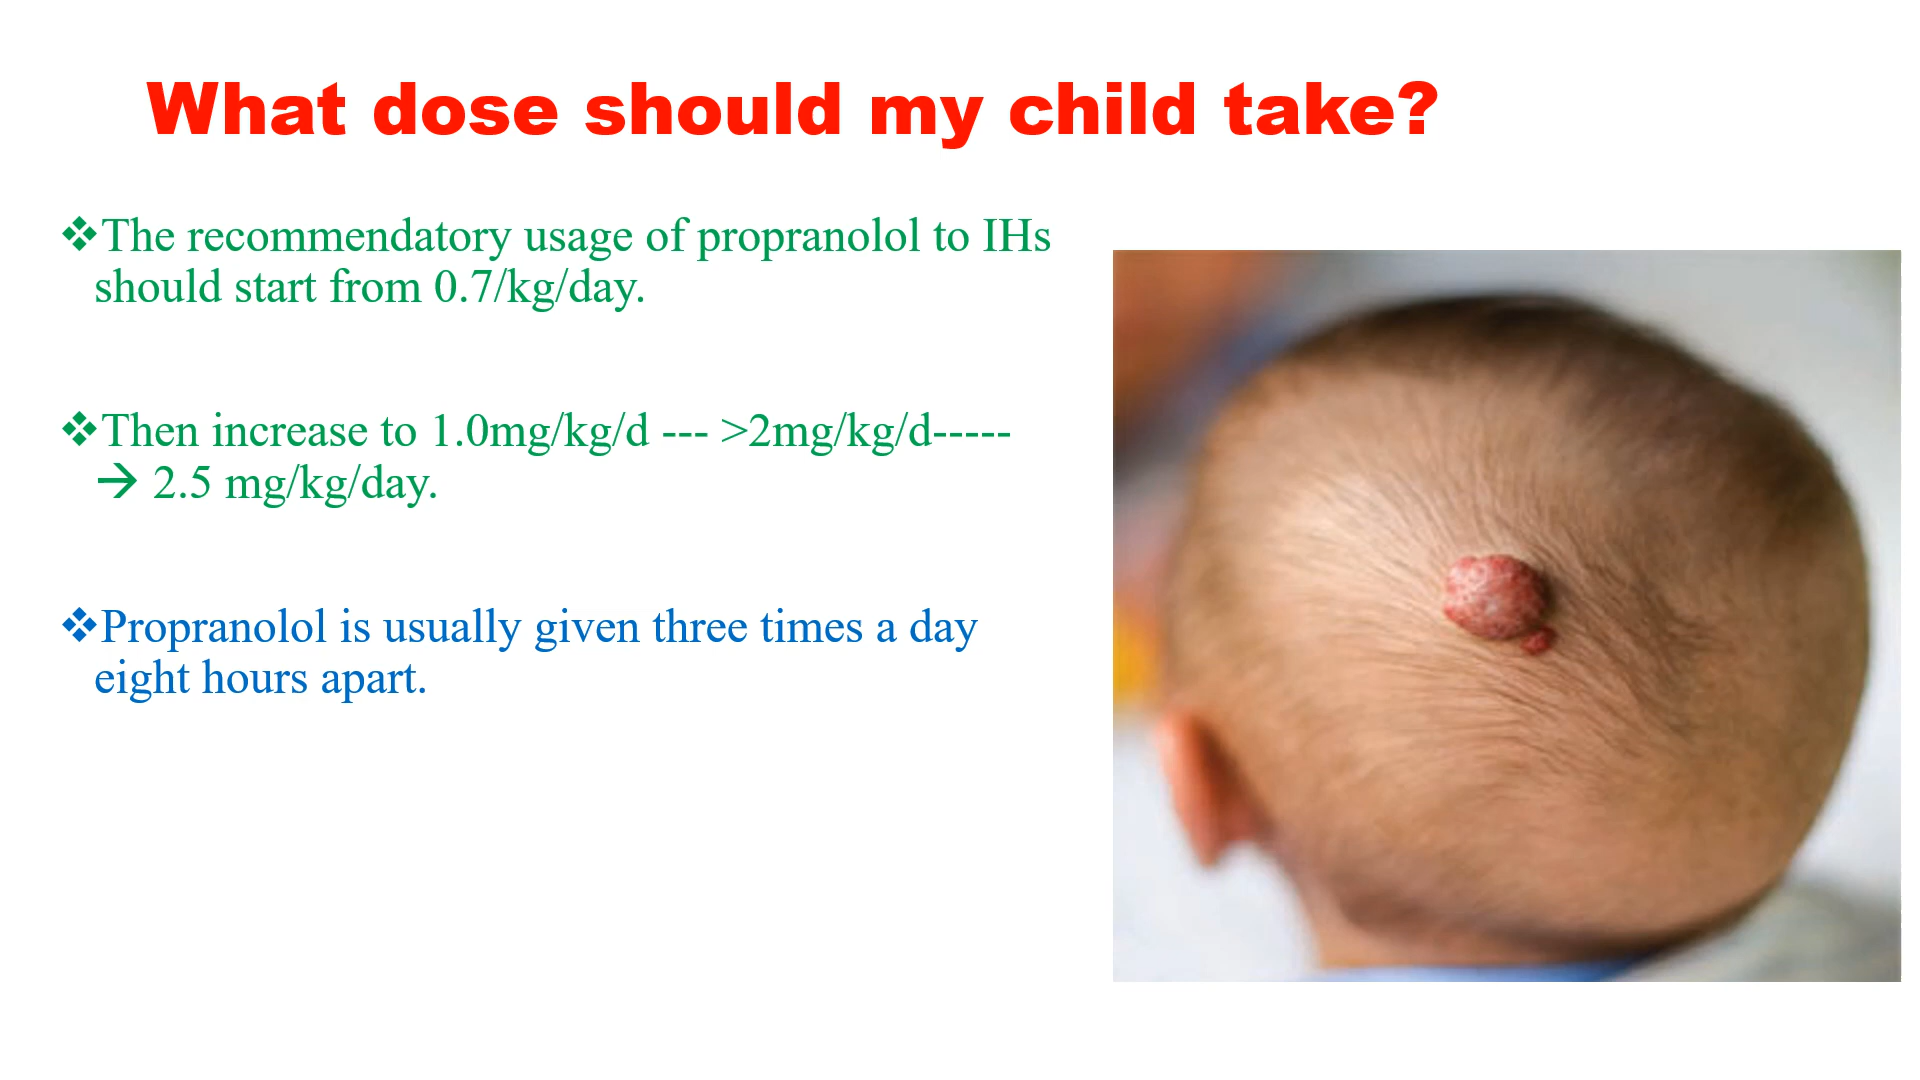 What dose should my child take?
❖The recommendatory usage of propranolol to IHs
should start from 0.7/kg/day.
❖Then increase to 1.0mg/kg/d --- >2mg/kg/d-----
→ 2.5 mg/kg/day.
❖Propranolol is usually given three times a day
eight hours apart.